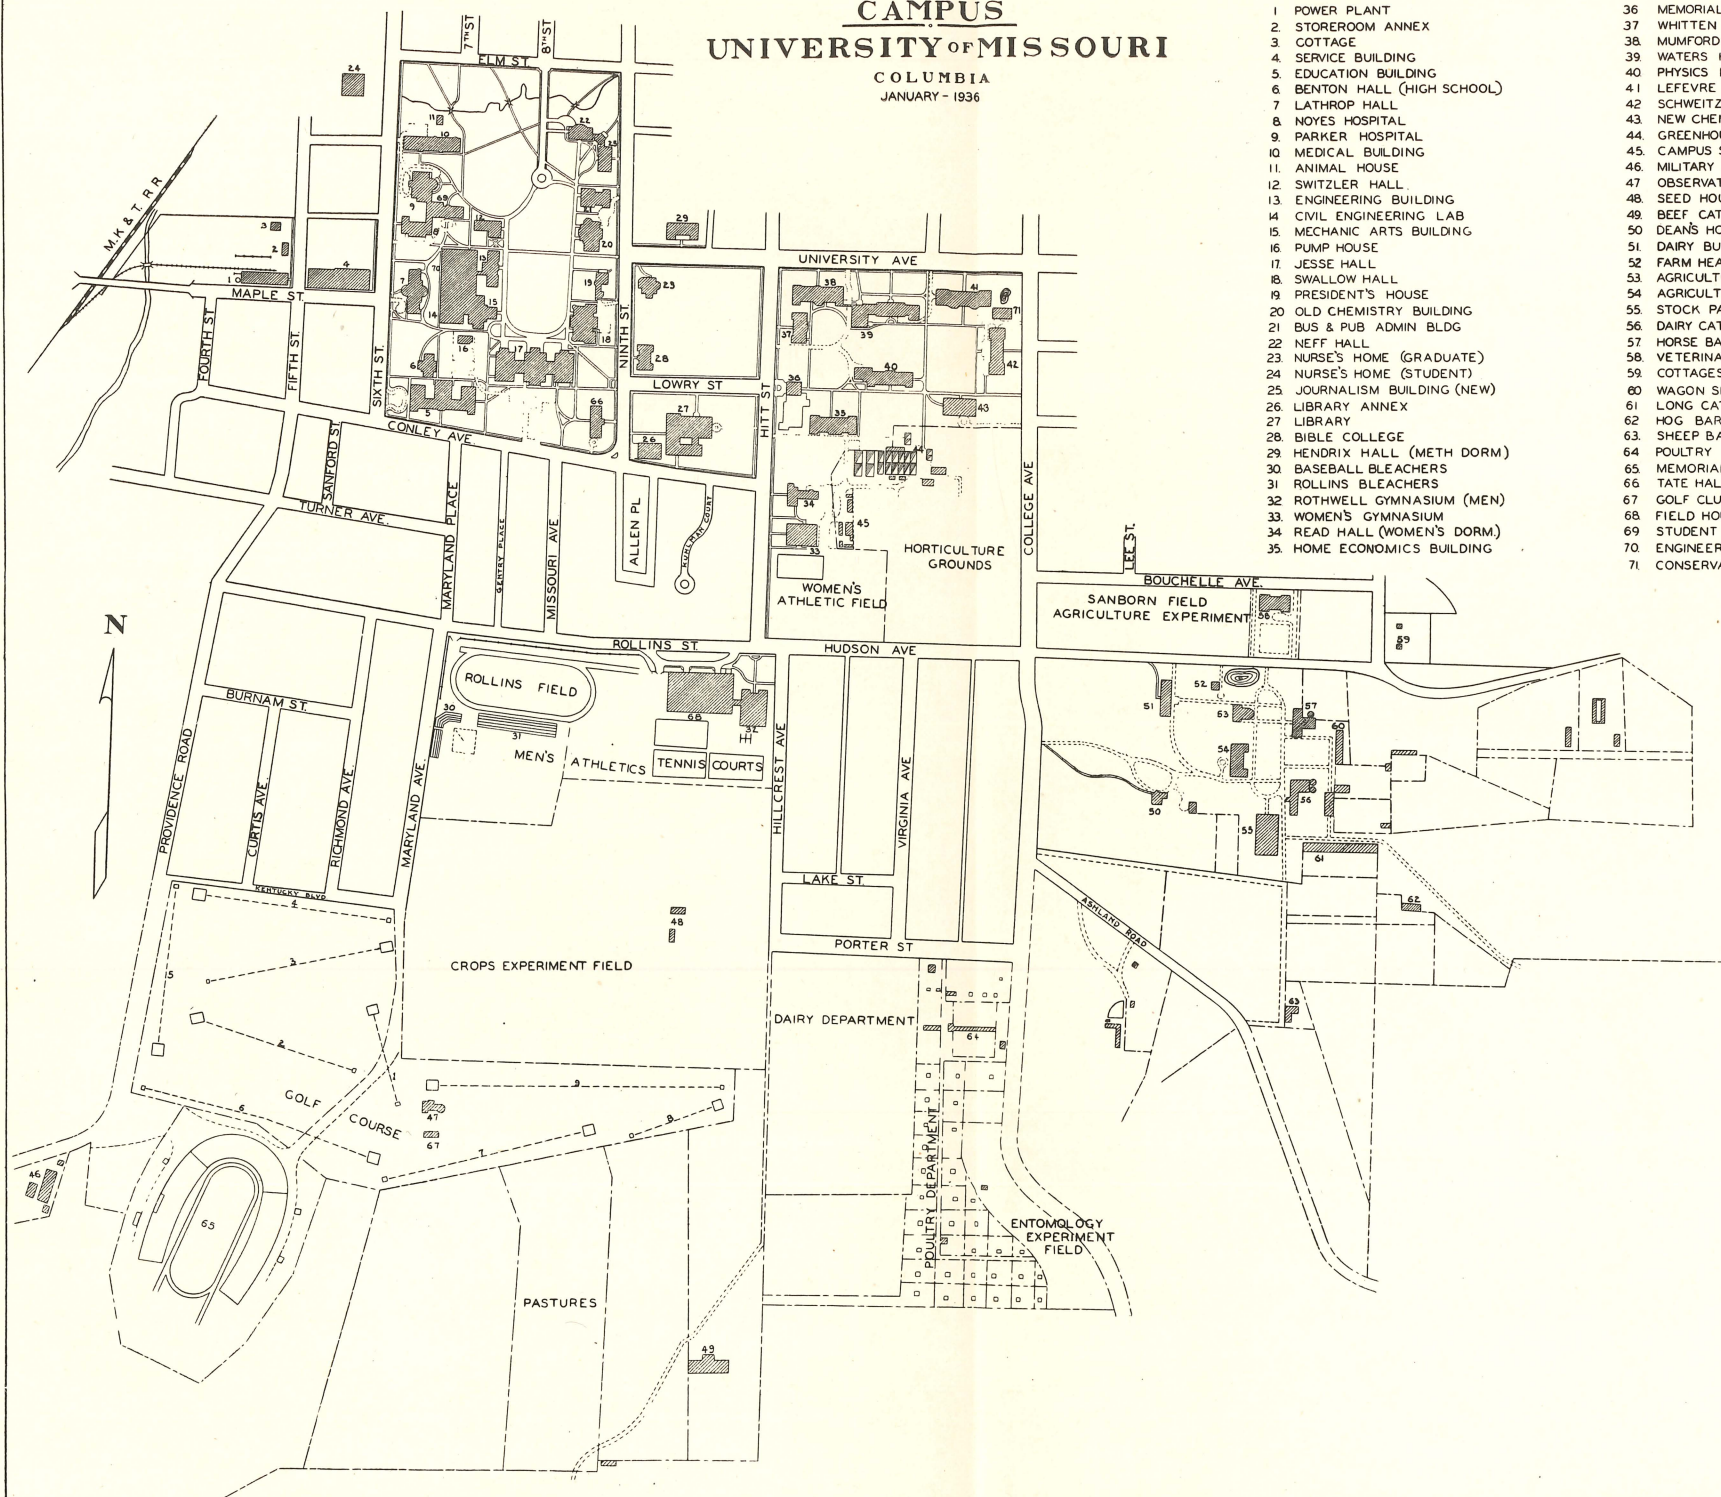 CAMPUS
UNIVERSITY OF MISSOURI
COLUMBIA
JANUARY - 1936
1 POWER PLANT
2. STOREROOM ANNEX
3. COTTAGE
4. SERVICE BUILDING
5. EDUCATION BUILDING
6. BENTON HALL (HIGH SCHOOL)
7 LATHROP HALL
8. NOYES HOSPITAL
9. PARKER HOSPITAL
10. MEDICAL BUILDING
11. ANIMAL HOUSE
12. SWITZLER HALL.
13. ENGINEERING BUILDING
14 CIVIL ENGINEERING LAB
15. MECHANIC ARTS BUILDING
16. PUMP HOUSE
17. JESSE HALL
18. SWALLOW HALL
19. PRESIDENT'S HOUSE
20 OLD CHEMISTRY BUILDING
21 BUS & PUB ADMIN BLDG
22 NEFF HALL
23. NURSE'S HOME (GRADUATE)
24 NURSE'S HOME (STUDENT)
25. JOURNALISM BUILDING (NEW)
26. LIBRARY ANNEX
27 LIBRARY
28. BIBLE COLLEGE
29. HENDRIX HALL (METH DORM)
30. BASEBALL BLEACHERS
31 ROLLINS BLEACHERS
32 ROTHWELL GYMNASIUM (MEN)
33. WOMEN'S GYMNASIUM
34 READ HALL (WOMEN'S DORM.)
35. HOME ECONOMICS BUILDING
36 MEMORIAL
37 WHITTEN
38. MUMFORD
39. WATERS
40. PHYSICS
41 LEFEVRE
42 SCHWEITZ
43. NEW CHE
44. GREENHOU
45. CAMPUS S
46. MILITARY
47 OBSERVAT
48. SEED HOU
49. BEEF CAT
50 DEAN'S HO
51. DAIRY BU
52 FARM HEA
53. AGRICULT
54 AGRICULT
55. STOCK PA
56. DAIRY CAT
57. HORSE BA
58. VETERINA
59. COTTAGES
60 WAGON S
61 LONG CAT
62 HOG BAR
63. SHEEP BA
64 POULTRY
65. MEMORIAL
66. TATE HAL
67 GOLF CLU
68. FIELD HO
69 STUDENT
70. ENGINEER
71. CONSERVA
7TH ST
8TH ST
ELM ST.
M. K & T. R R
MAPLE ST.
FOURTH ST
FIFTH ST.
SIXTH ST.
NINTH ST.
UNIVERSITY AVE
LOWRY ST
HITT ST
CONLEY AVE
SANFORD ST.
TURNER AVE.
MARYLAND PLACE
GENTRY PLACE
MISSOURI AVE
ALLEN PL
KUHLMAN COURT
COLLEGE AVE
HORTICULTURE
GROUNDS
WOMEN'S
ATHLETIC FIELD
LEE ST.
BOUCHELLE AVE.
SANBORN FIELD
AGRICULTURE EXPERIMENT
N
ROLLINS ST.
HUDSON AVE
ROLLINS FIELD
BURNAM ST.
PROVIDENCE ROAD
CURTIS AVE.
RICHMOND AVE.
MARYLAND AVE.
MEN'S ATHLETICS
TENNIS COURTS
HILLCREST AVE
VIRGINIA AVE
LAKE ST.
KENTUCKY BLVD
ASHLAND ROAD
PORTER ST
CROPS EXPERIMENT FIELD
DAIRY DEPARTMENT
GOLF COURSE
POULTRY DEPARTMENT
ENTOMOLOGY
EXPERIMENT
FIELD
PASTURES